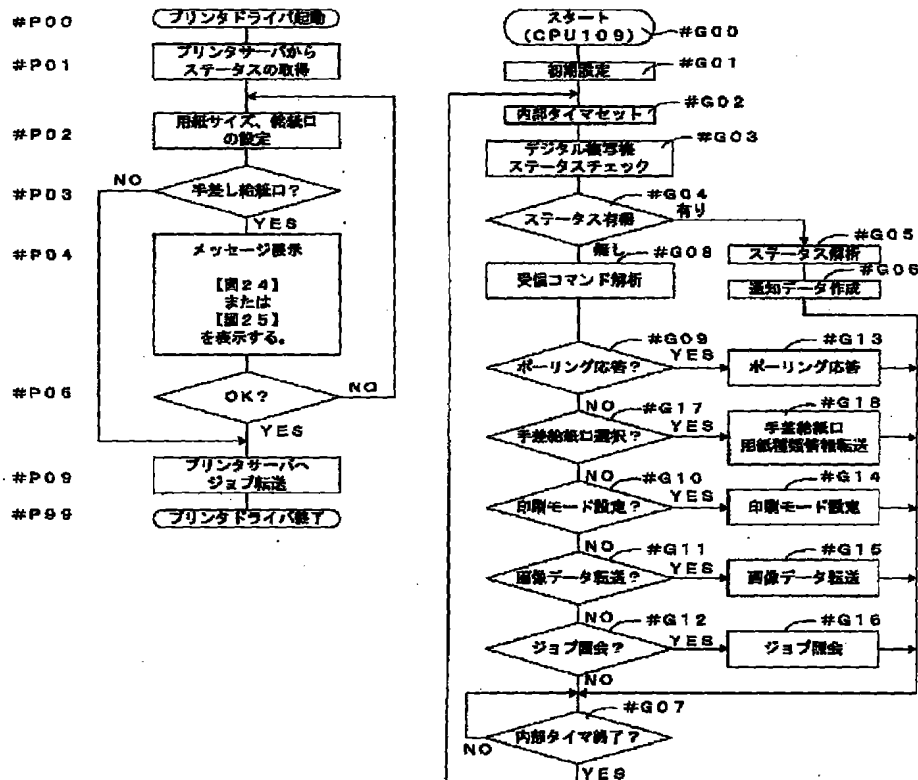 #P00
プリンタドライバ起動
#P01
プリンタサーバから
ステータスの取得
#P02
用紙サイズ、給紙口
の設定
#P03
手差し給紙口？
NO
YES
#P04
メッセージ表示
【図24】
または
【図25】
を表示する。
#P06
OK?
NO
YES
#P09
プリンタサーバへ
ジョブ転送
#P99
プリンタドライバ終了
スタート
(CPU109)
#G00
初期設定
#G01
内部タイマセット
#G02
デジタル複写機
ステータスチェック
#G03
ステータス有無
#G04
有り
無し
ステータス解析
#G05
通知データ作成
#G06
受信コマンド解析
#G08
ポーリング応答？
#G09
YES
ポーリング応答
#G13
NO
手差給紙口選択？
#G17
YES
手差給紙口
用紙種類情報転送
#G18
NO
印刷モード設定？
#G10
YES
印刷モード設定
#G14
NO
画像データ転送？
#G11
YES
画像データ転送
#G15
NO
ジョブ照会？
#G12
YES
ジョブ照会
#G16
NO
内部タイマ終了？
#G07
NO
YES